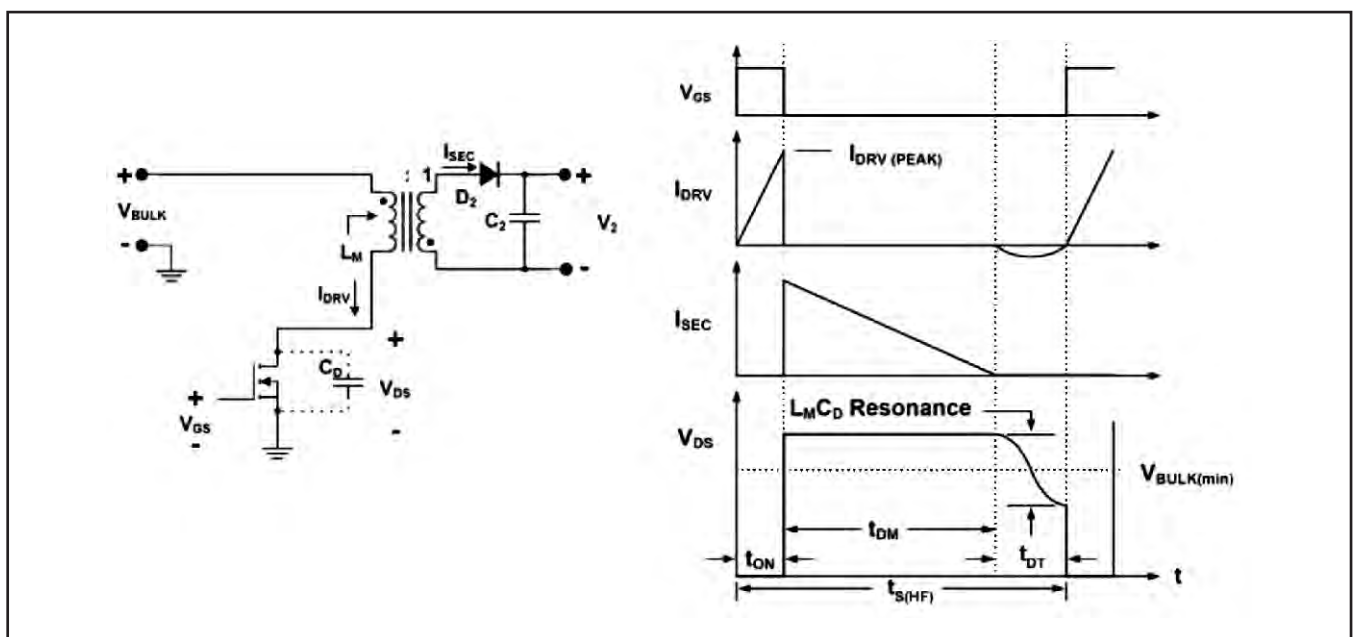 +
V_BULK
-
L_M
I_DRV
+
V_GS
-
C_D
+
V_DS
-
: 1
I_SEC
D_2
C_2
+
V_2
-
V_GS
I_DRV
I_DRV (PEAK)
I_SEC
L_MC_D Resonance
V_DS
V_BULK(min)
t_DM
t_ON
t_DT
t_S(HF)
t